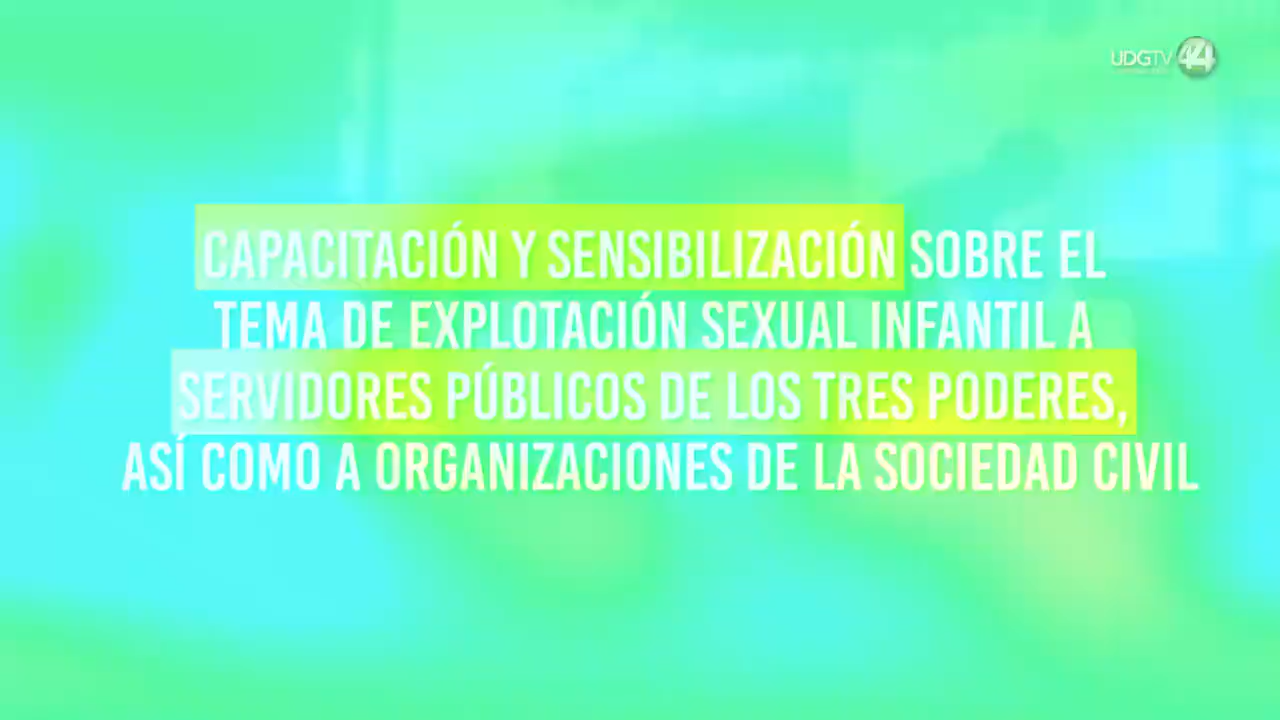 UDGTV 44
CAPACITACIÓN Y SENSIBILIZACIÓN SOBRE EL
TEMA DE EXPLOTACIÓN SEXUAL INFANTIL A
SERVIDORES PÚBLICOS DE LOS TRES PODERES,
ASÍ COMO A ORGANIZACIONES DE LA SOCIEDAD CIVIL